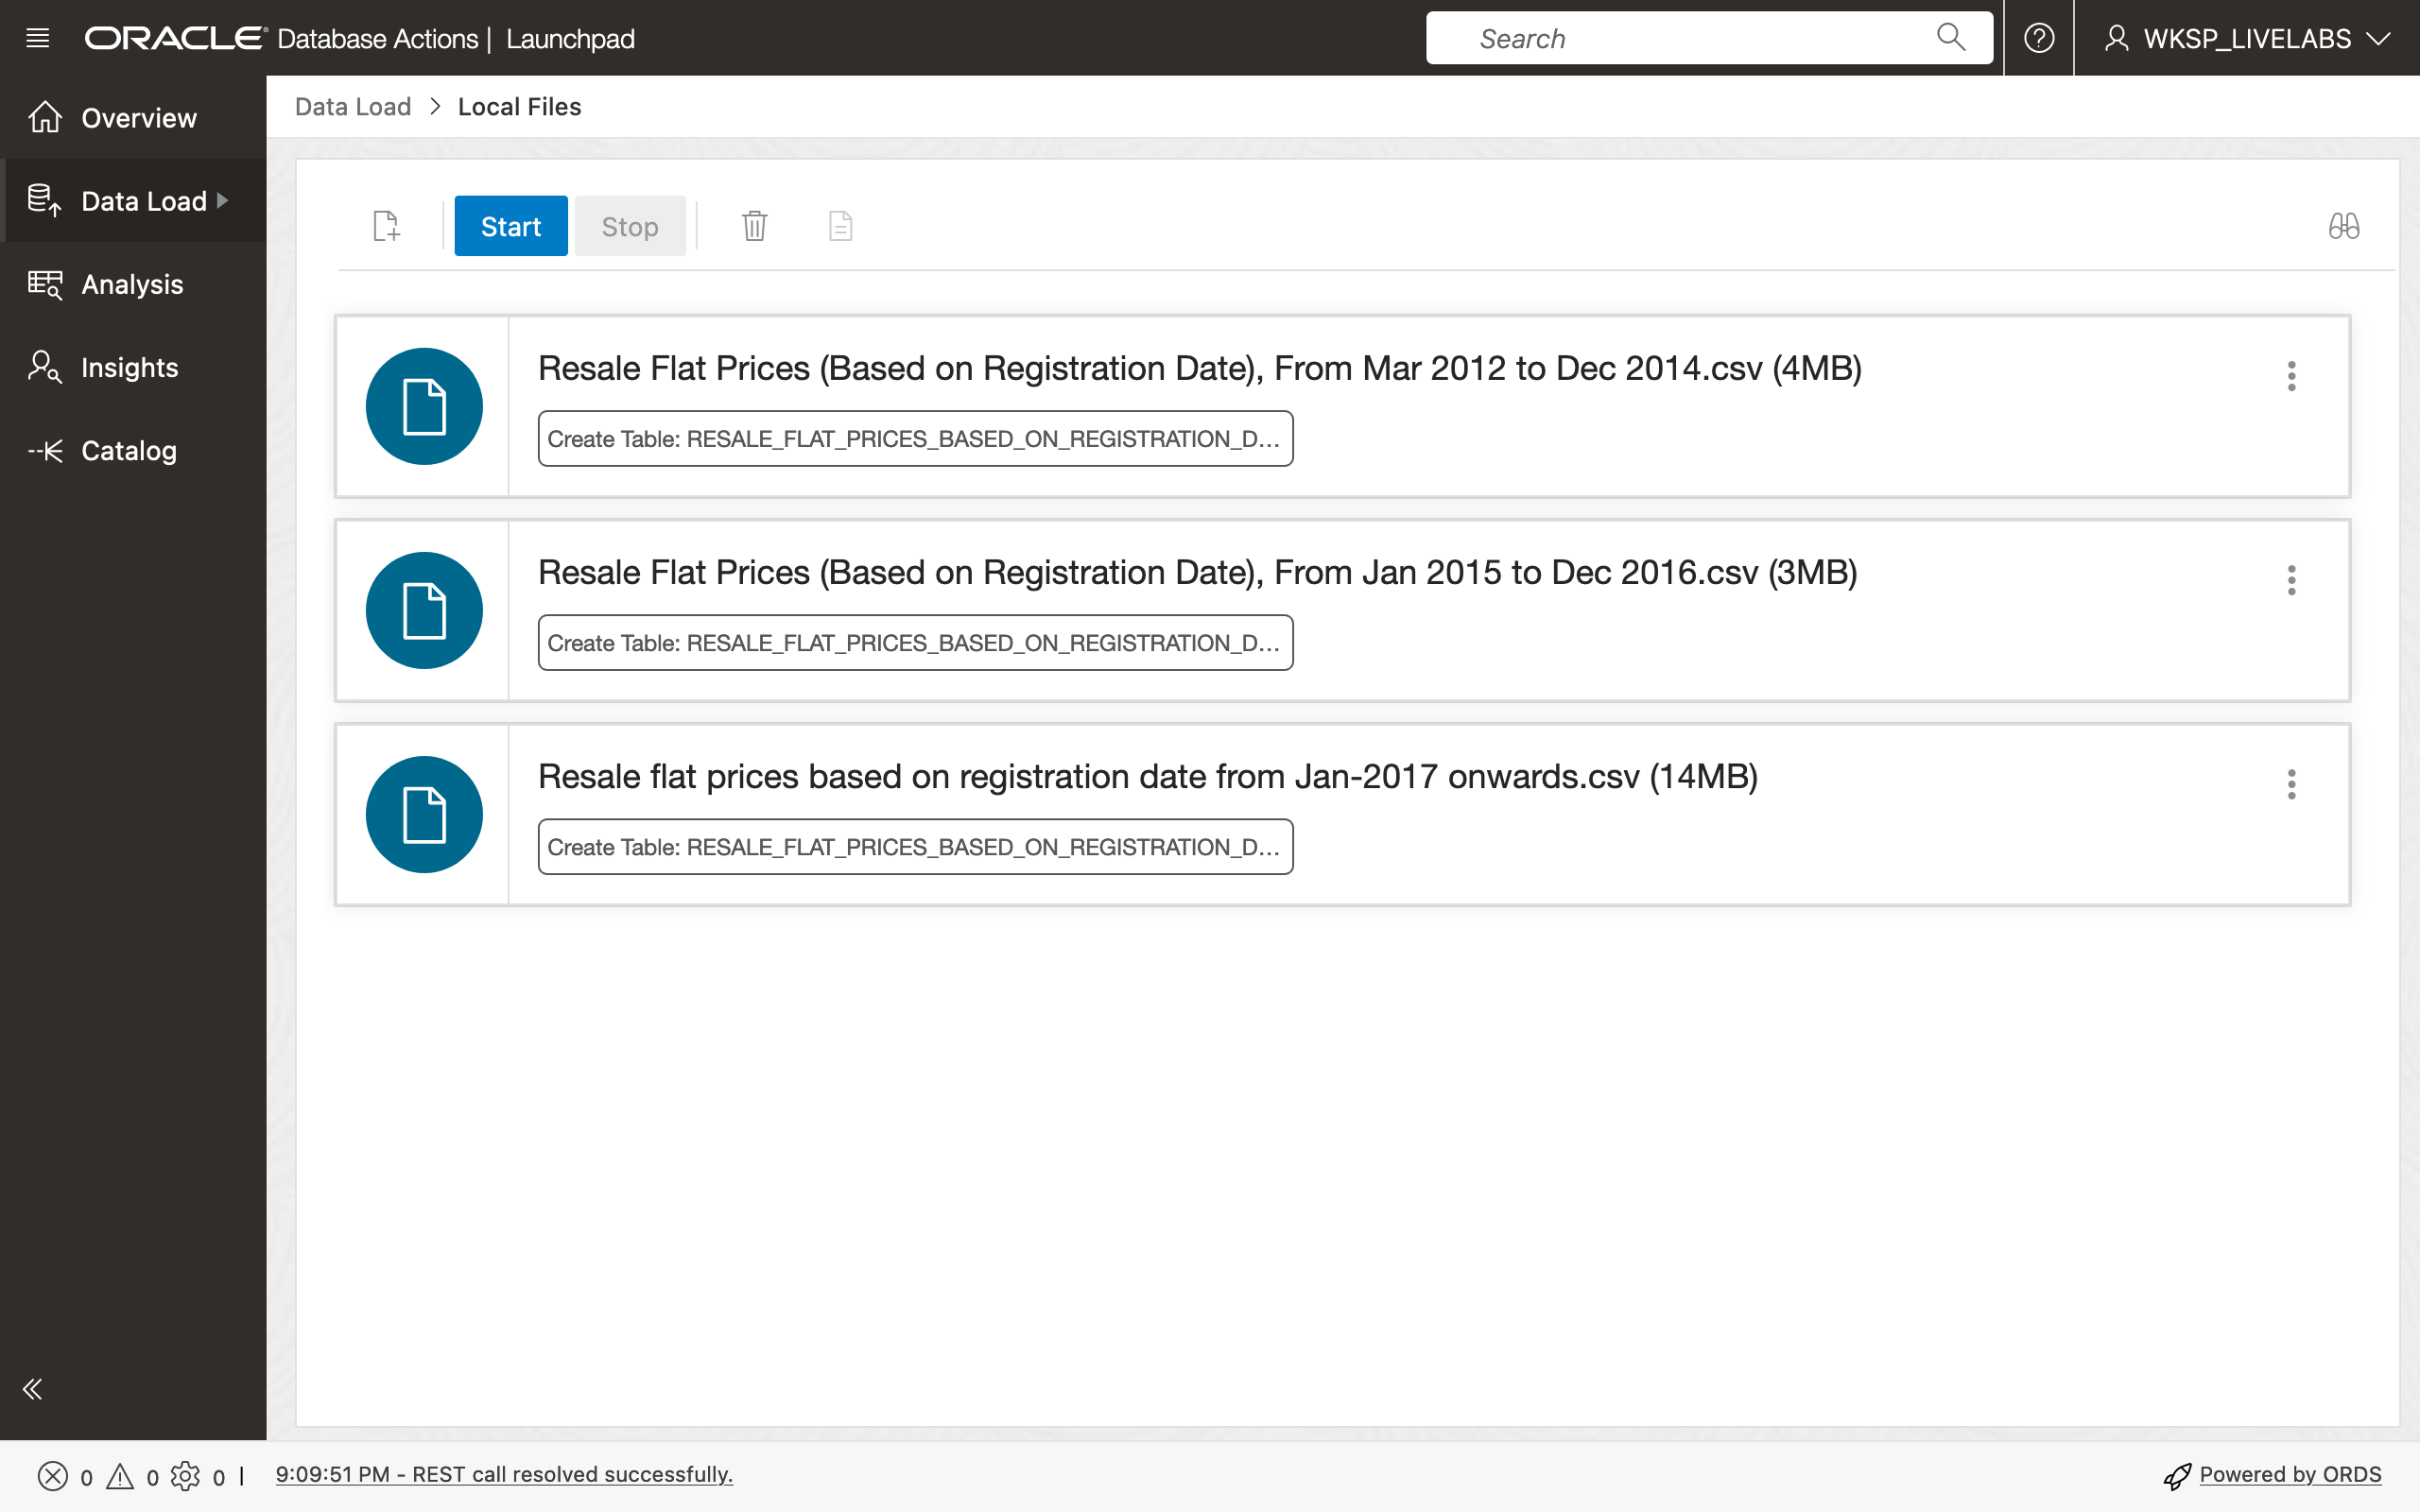 ORACLE® Database Actions | Launchpad
Search
WKSP_LIVELABS
Overview
Data Load
Analysis
Insights
Catalog
Data Load > Local Files
Start
Stop
Resale Flat Prices (Based on Registration Date), From Mar 2012 to Dec 2014.csv (4MB)
Create Table: RESALE_FLAT_PRICES_BASED_ON_REGISTRATION_D...
Resale Flat Prices (Based on Registration Date), From Jan 2015 to Dec 2016.csv (3MB)
Create Table: RESALE_FLAT_PRICES_BASED_ON_REGISTRATION_D...
Resale flat prices based on registration date from Jan-2017 onwards.csv (14MB)
Create Table: RESALE_FLAT_PRICES_BASED_ON_REGISTRATION_D...
0 0 0 | 9:09:51 PM - REST call resolved successfully.
Powered by ORDS